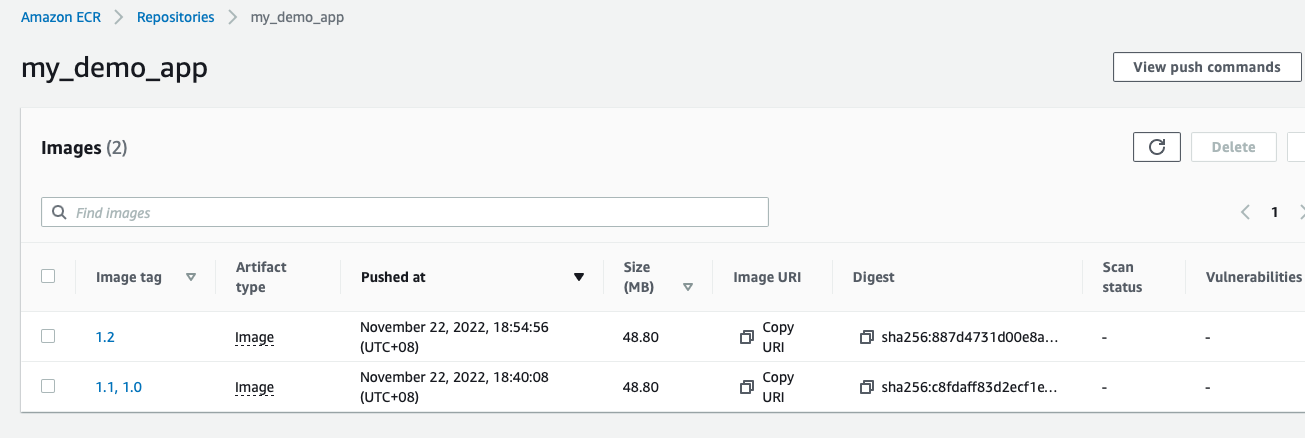 Amazon ECR > Repositories > my_demo_app
my_demo_app
View push commands
Images (2)
Delete
Find images
1
Image tag
Artifact type
Pushed at
Size (MB)
Image URI
Digest
Scan status
Vulnerabilities
1.2
Image
November 22, 2022, 18:54:56 (UTC+08)
48.80
Copy URI
sha256:887d4731d00e8a...
-
-
1.1, 1.0
Image
November 22, 2022, 18:40:08 (UTC+08)
48.80
Copy URI
sha256:c8fdaff83d2ecf1e...
-
-